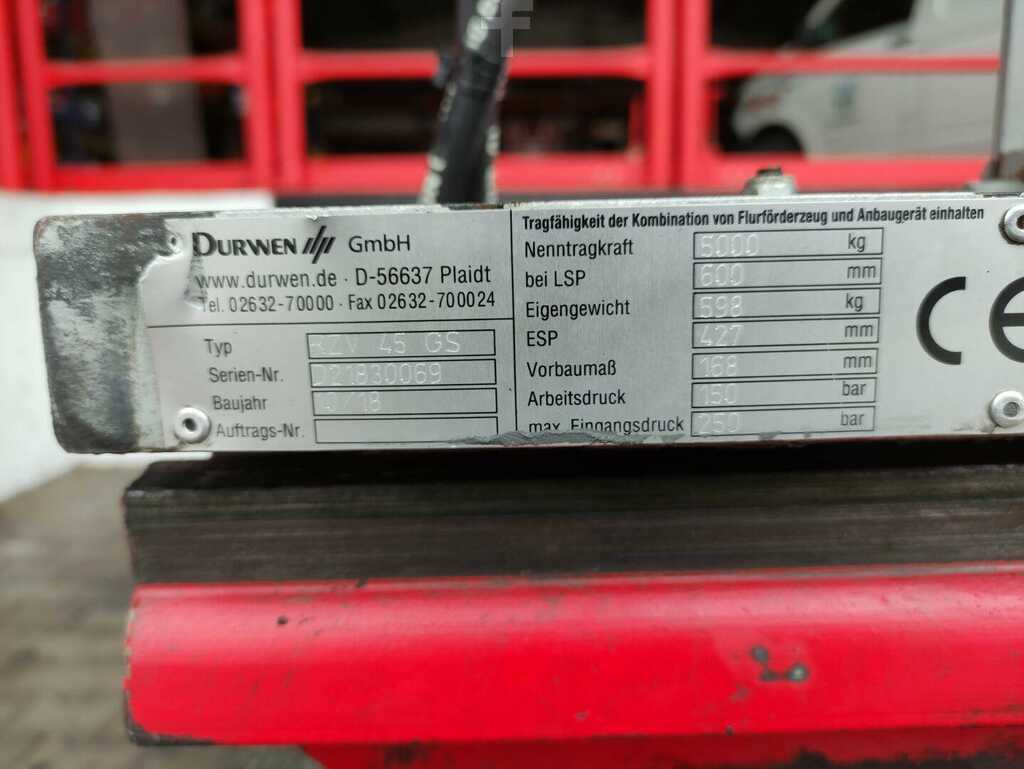 DURWEN GmbH
www.durwen.de · D-56637 Plaidt
Tel. 02632-70000 · Fax 02632-700024
Typ RZV 45 GS
Serien-Nr. D21830069
Baujahr /18
Auftrags-Nr.
Tragfähigkeit der Kombination von Flurförderzeug und Anbaugerät einhalten
Nenntragkraft 5000 kg
bei LSP 600 mm
Eigengewicht 598 kg
ESP 427 mm
Vorbaumaß 168 mm
Arbeitsdruck 150 bar
max. Eingangsdruck 250 bar
CE